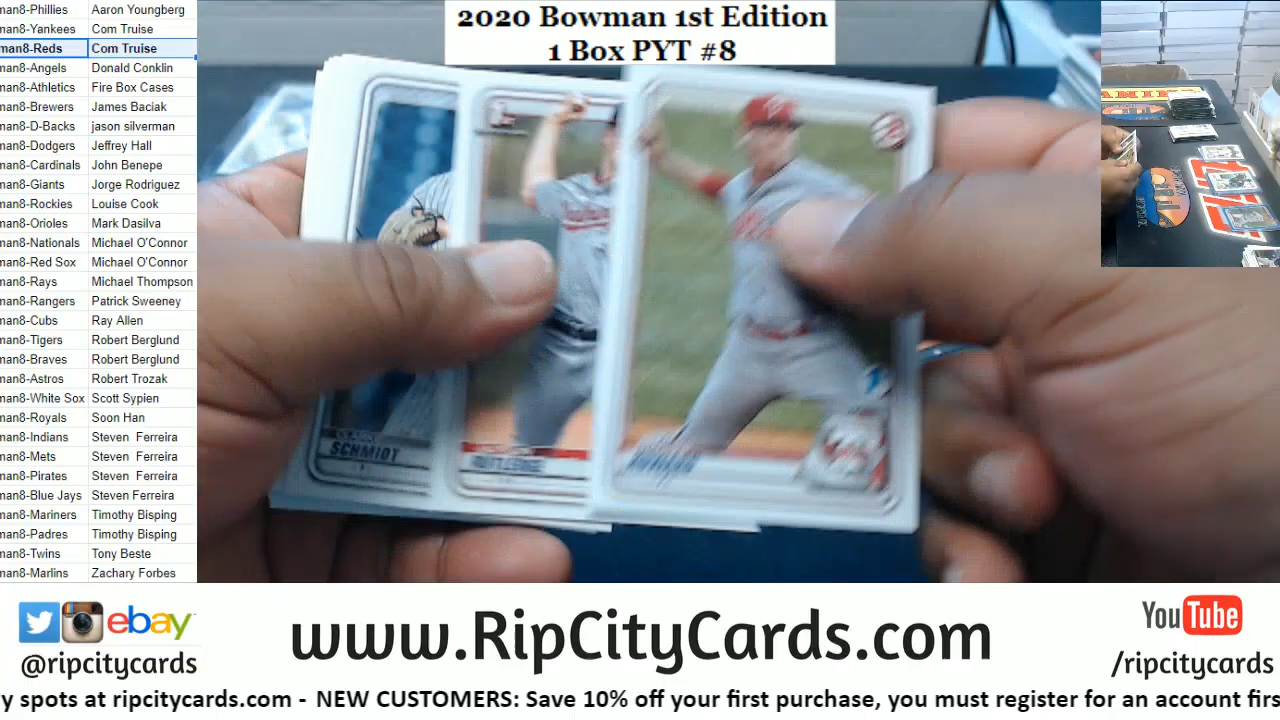 man8-Phillies Aaron Youngberg
man8-Yankees Com Truise
man8-Reds Com Truise
man8-Angels Donald Conklin
man8-Athletics Fire Box Cases
man8-Brewers James Baciak
man8-D-Backs jason silverman
man8-Dodgers Jeffrey Hall
man8-Cardinals John Benepe
man8-Giants Jorge Rodriguez
man8-Rockies Louise Cook
man8-Orioles Mark Dasilva
man8-Nationals Michael O'Connor
man8-Red Sox Michael O'Connor
man8-Rays Michael Thompson
man8-Rangers Patrick Sweeney
man8-Cubs Ray Allen
man8-Tigers Robert Berglund
man8-Braves Robert Berglund
man8-Astros Robert Trozak
man8-White Sox Scott Sypien
man8-Royals Soon Han
man8-Indians Steven Ferreira
man8-Mets Steven Ferreira
man8-Pirates Steven Ferreira
man8-Blue Jays Steven Ferreira
man8-Mariners Timothy Bisping
man8-Padres Timothy Bisping
man8-Twins Tony Beste
man8-Marlins Zachary Forbes
2020 Bowman 1st Edition
1 Box PYT #8
SCHMIDT
ebay
@ripcitycards
www.RipCityCards.com
YouTube
/ripcitycards
y spots at ripcitycards.com - NEW CUSTOMERS: Save 10% off your first purchase, you must register for an account firs